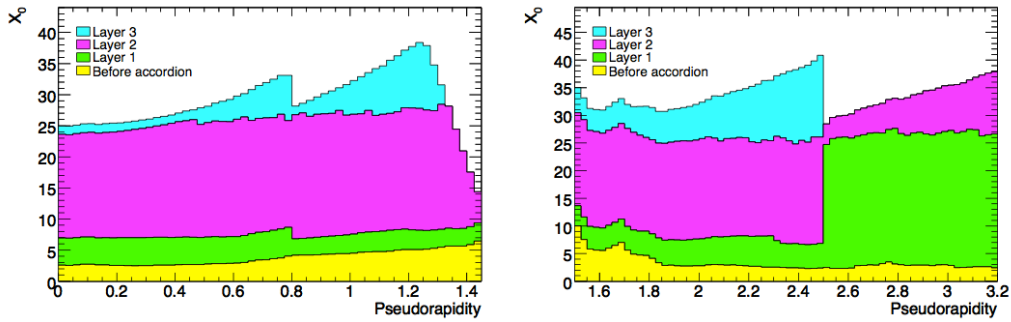 X₀
40
35
30
25
20
15
10
5
0
Layer 3
Layer 2
Layer 1
Before accordion
0 0.2 0.4 0.6 0.8 1 1.2 1.4
Pseudorapidity
X₀
45
40
35
30
25
20
15
10
5
0
Layer 3
Layer 2
Layer 1
Before accordion
1.6 1.8 2 2.2 2.4 2.6 2.8 3 3.2
Pseudorapidity